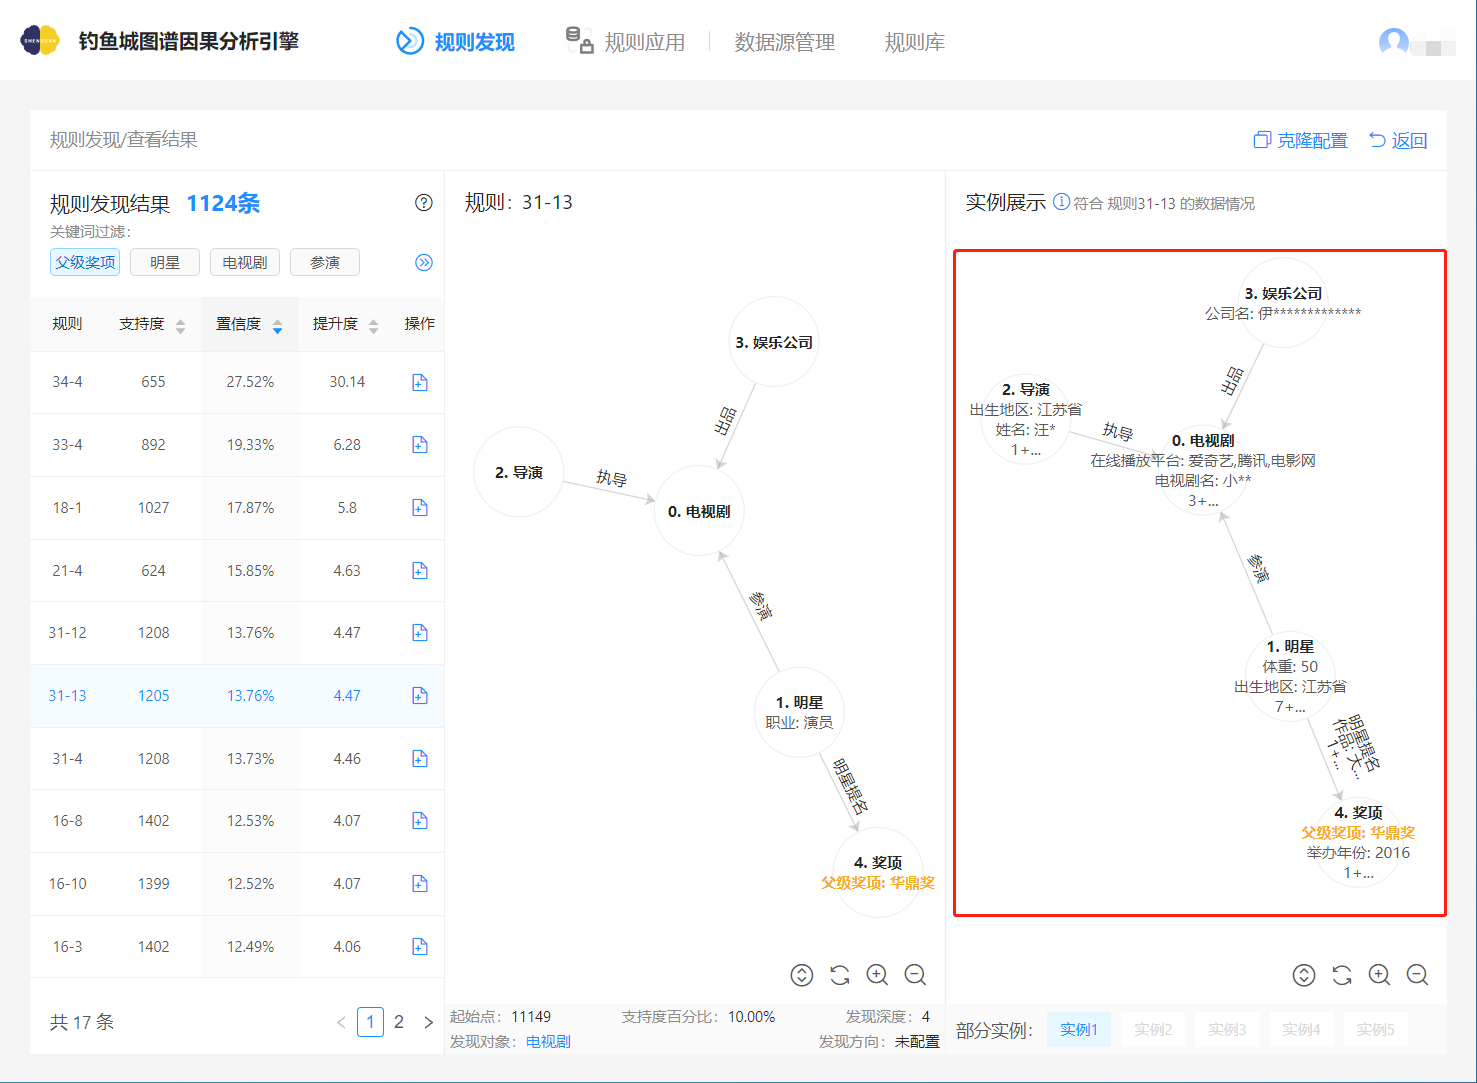 钓鱼城图谱因果分析引擎
规则发现
规则应用
数据源管理
规则库
规则发现/查看结果
克隆配置
返回
规则发现结果 1124条
关键词过滤：
父级奖项 明星 电视剧 参演
规则 支持度 置信度 提升度 操作
34-4 655 27.52% 30.14
33-4 892 19.33% 6.28
18-1 1027 17.87% 5.8
21-4 624 15.85% 4.63
31-12 1208 13.76% 4.47
31-13 1205 13.76% 4.47
31-4 1208 13.73% 4.46
16-8 1402 12.53% 4.07
16-10 1399 12.52% 4.07
16-3 1402 12.49% 4.06
共 17 条
< 1 2 >
规则：31-13
3. 娱乐公司
出品
2. 导演
执导
0. 电视剧
参演
1. 明星
职业: 演员
明星提名
4. 奖项
父级奖项: 华鼎奖
起始点：11149 支持度百分比：10.00% 发现深度：4
发现对象：电视剧 发现方向：未配置
实例展示 符合 规则31-13 的数据情况
3. 娱乐公司
公司名: 伊*************
出品
2. 导演
出生地区: 江苏省
姓名: 汪*
1+...
执导
0. 电视剧
在线播放平台: 爱奇艺,腾讯,电影网
电视剧名: 小**
3+...
参演
1. 明星
体重: 50
出生地区: 江苏省
7+...
明星提名
作品: 大...
1+...
4. 奖项
父级奖项: 华鼎奖
举办年份: 2016
1+...
部分实例： 实例1 实例2 实例3 实例4 实例5